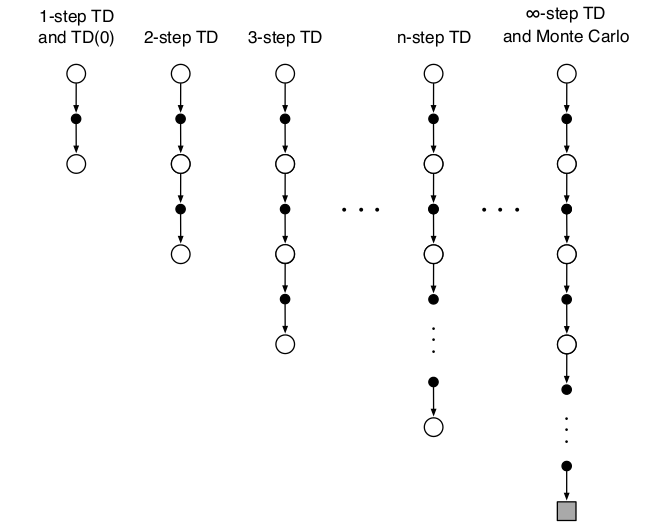 1-step TD
and TD(0)
2-step TD
3-step TD
n-step TD
∞-step TD
and Monte Carlo